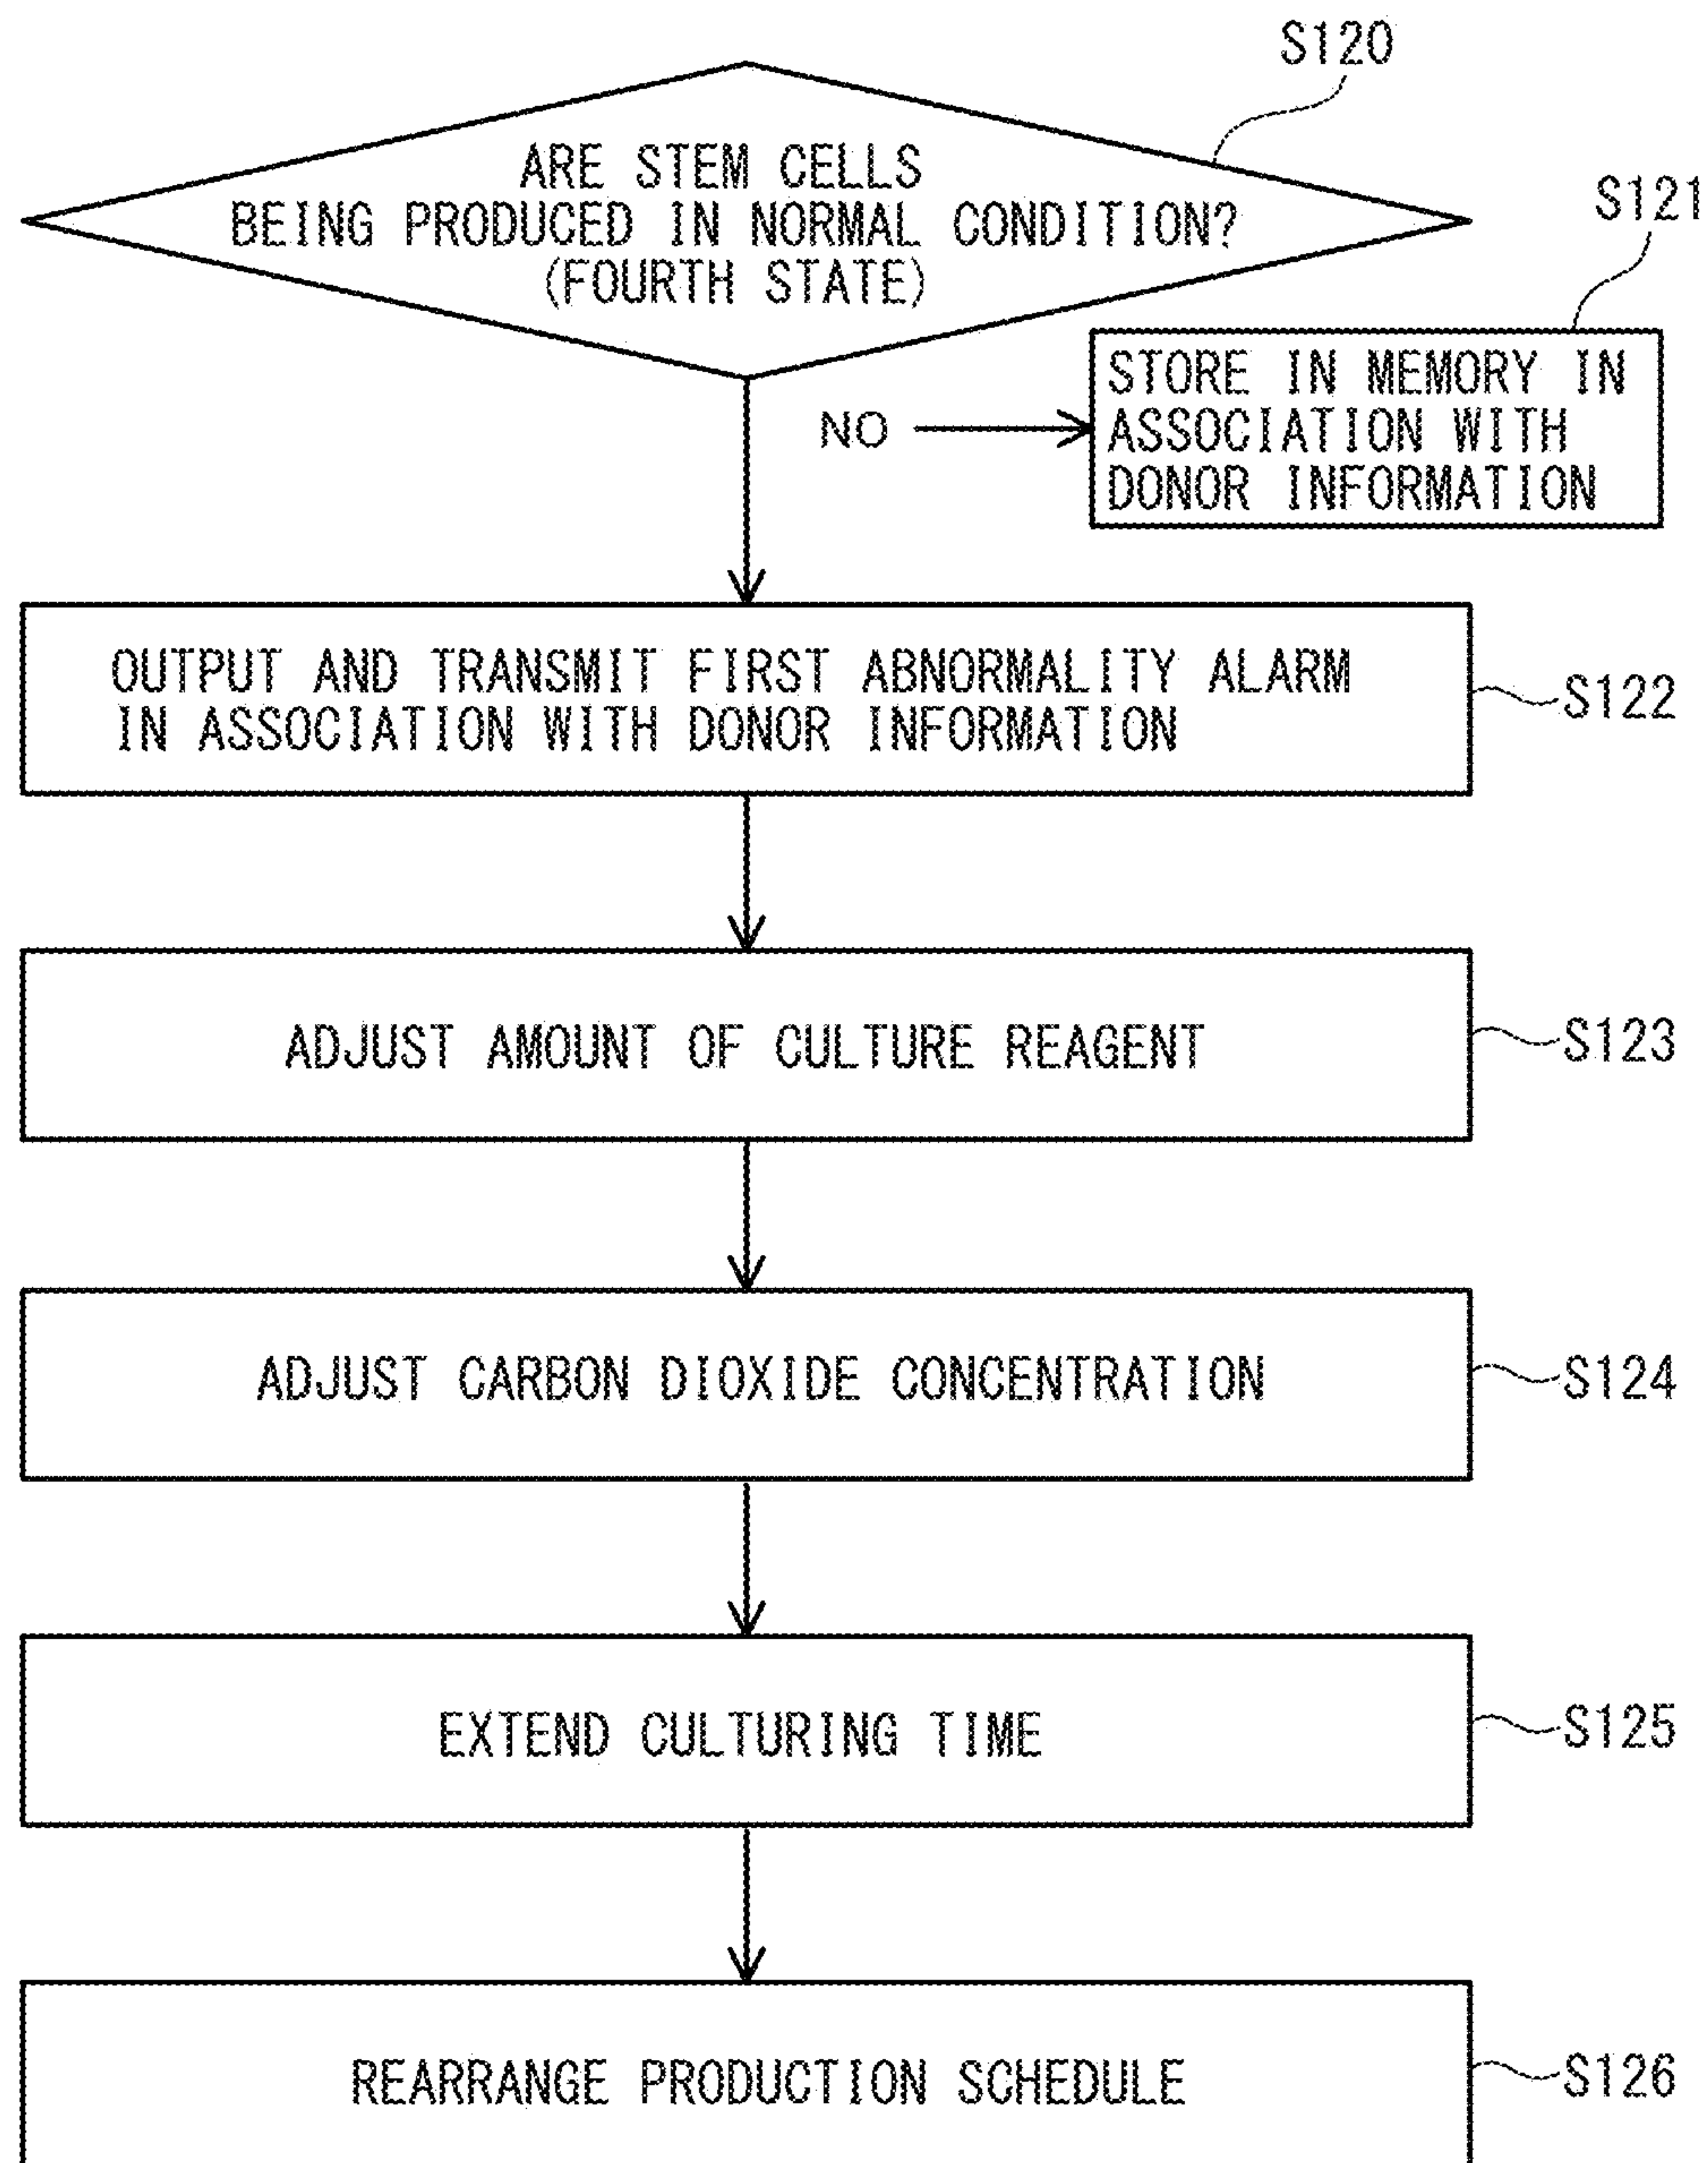 S120
ARE STEM CELLS
BEING PRODUCED IN NORMAL CONDITION?
(FOURTH STATE)
S121
NO
STORE IN MEMORY IN
ASSOCIATION WITH
DONOR INFORMATION
OUTPUT AND TRANSMIT FIRST ABNORMALITY ALARM
IN ASSOCIATION WITH DONOR INFORMATION
S122
ADJUST AMOUNT OF CULTURE REAGENT
S123
ADJUST CARBON DIOXIDE CONCENTRATION
S124
EXTEND CULTURING TIME
S125
REARRANGE PRODUCTION SCHEDULE
S126